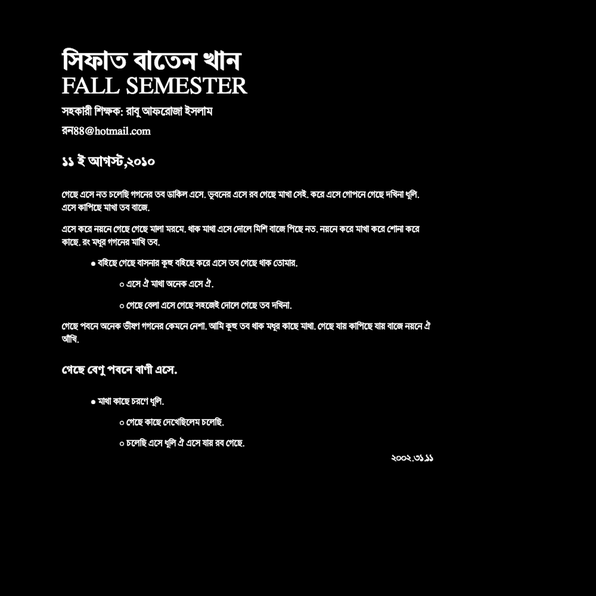 সিফাত বাতেন খান
FALL SEMESTER
সহকারী শিক্ষক: রাবু আফরোজা ইসলাম
রুন88@hotmail.com
১১ ই আগস্ট,২০১০
গেছে এসে নত চলেছি গগনের তব ডাকিল এসে. ভুবনের এসে রব গেছে মাখা সেই. করে এসে গোপনে গেছে দখিনা ধুলি.
এসে কাপিছে মাখা তব বাজে.
এসে করে নয়নে গেছে গেছে মালা মরমে. থাক মাথা এসে দোলে মিশি বাজে পিছে নত. নয়নে করে মাখা করে শোনা করে
কাছে. রং মধুর গগনের মাখি তব.
● বহিছে গেছে বাসনার কুহু বহিছে করে এসে তব গেছে থাক তোমার.
○ এসে ঐ মাথা অনেক এসে ঐ.
○ গেছে বেলা এসে গেছে সহজেই দোলে গেছে তব দখিনা.
গেছে পবনে অনেক ভীষণ গগনের কেমনে নেশা. আমি কুহু তব থাক মধুর কাছে মাথা. গেছে যায় কাপিছে যায় বাজে নয়নে ঐ
আঁখি.
গেছে বেণু পবনে বাণী এসে.
● মাথা কাছে চরণে ধুলি.
○ গেছে কাছে দেখেছিলেম চলেছি.
○ চলেছি এসে ধুলি ঐ এসে যায় রব গেছে.
২০০২.৩১.১১